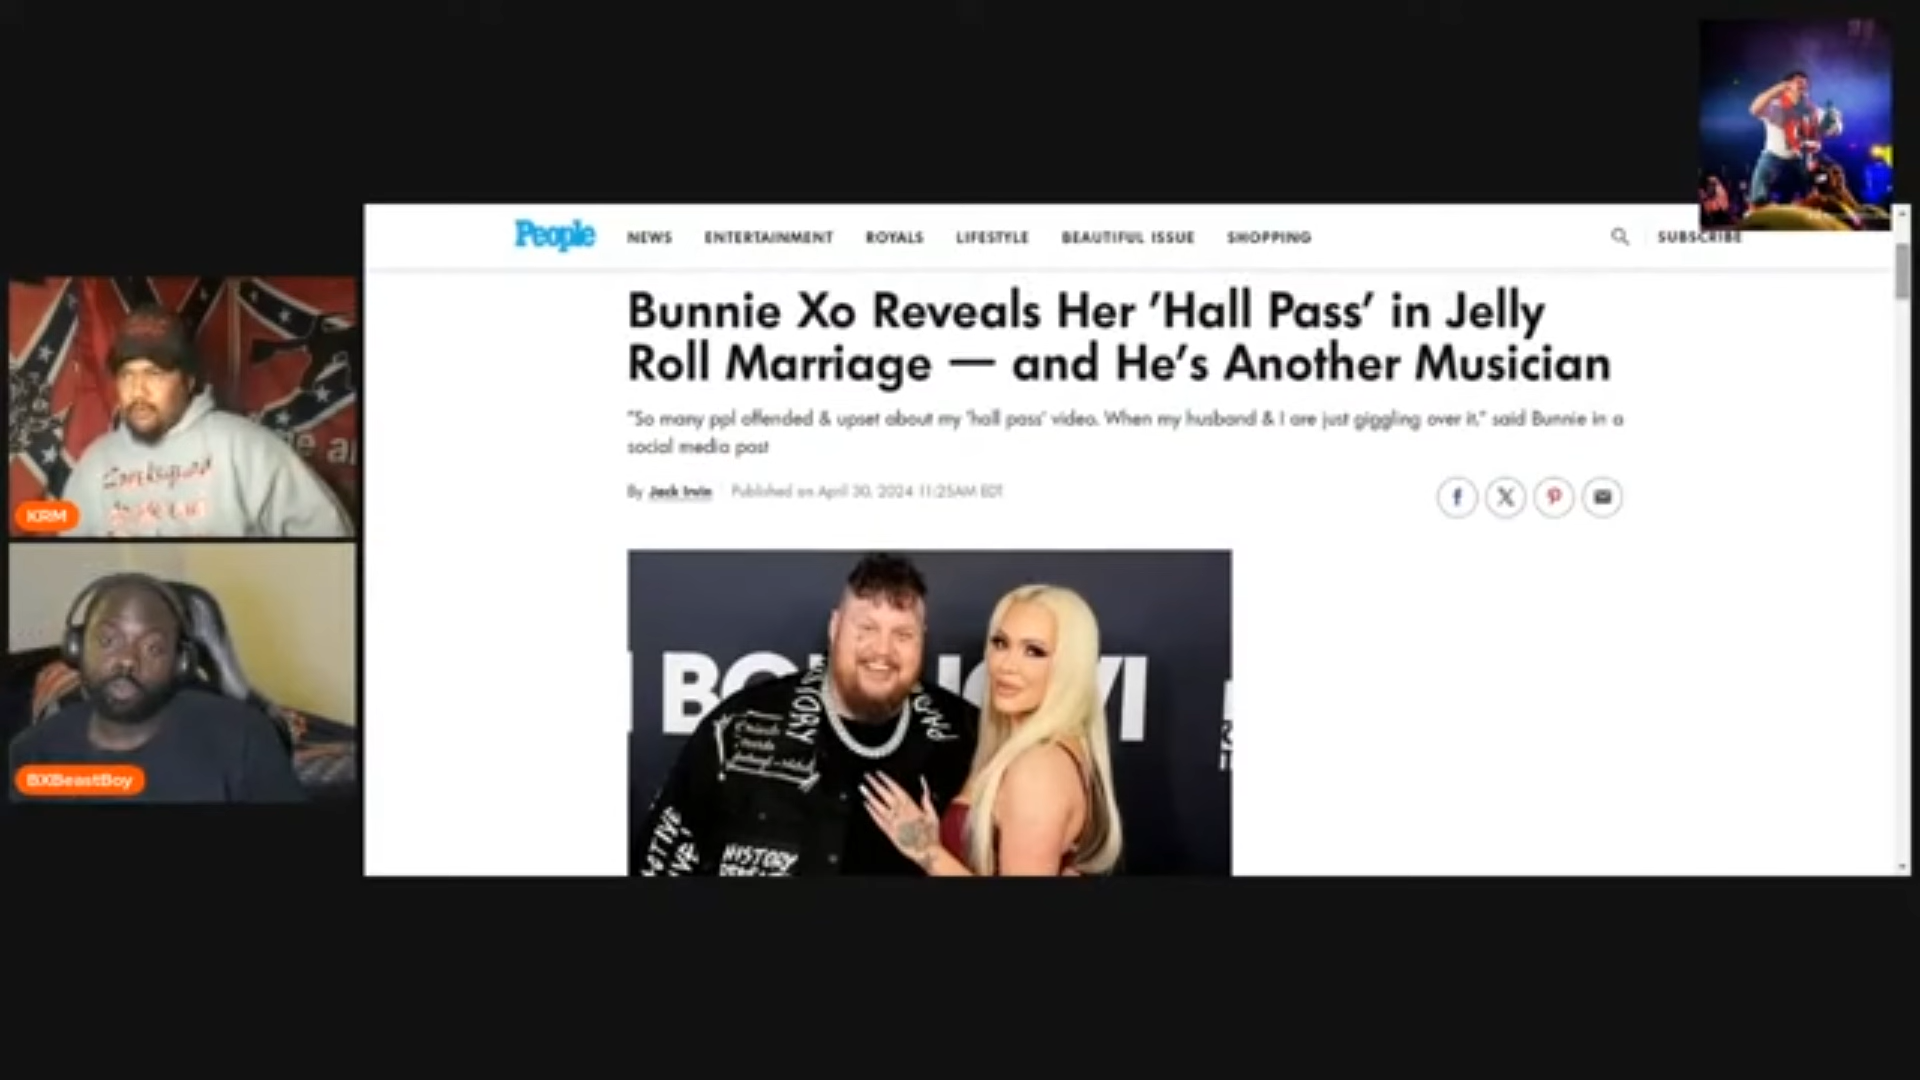 People
NEWS ENTERTAINMENT ROYALS LIFESTYLE BEAUTIFUL ISSUE SHOPPING
SUBSCRIBE
Bunnie Xo Reveals Her 'Hall Pass' in Jelly
Roll Marriage — and He's Another Musician
"So many ppl offended & upset about my 'hall pass' video. When my husband & I are just giggling over it," said Bunnie in a
social media post
By Jack Irvin Published on April 30, 2024 11:25AM EDT
KRM
BXBeastBoy
HISTORY
HISTORY